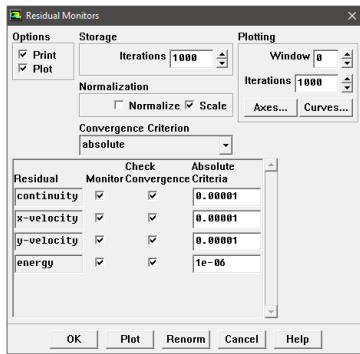 Residual Monitors
Options
Print
Plot
Storage
Iterations 1000
Normalization
Normalize Scale
Convergence Criterion
absolute
Plotting
Window 0
Iterations 1000
Axes... Curves...
Check Absolute
Residual Monitor Convergence Criteria
continuity 0.00001
x-velocity 0.00001
y-velocity 0.00001
energy 1e-06
OK Plot Renorm Cancel Help